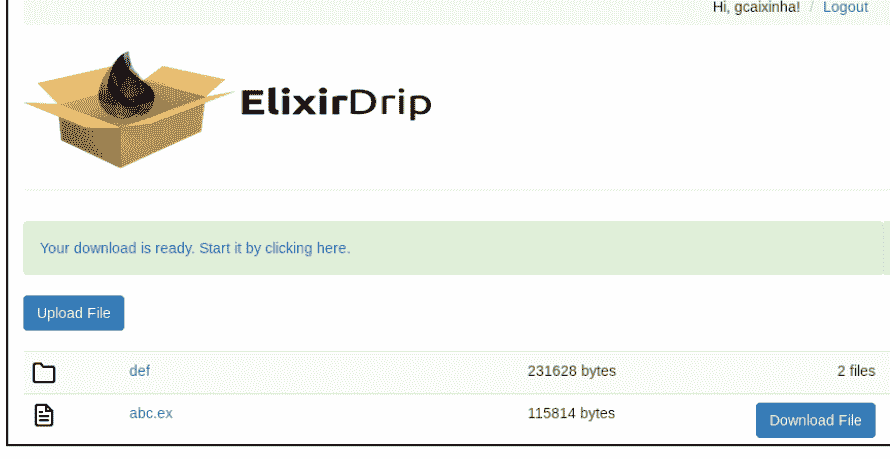 Hi, gcaixinha! / Logout
ElixirDrip
Your download is ready. Start it by clicking here.
Upload File
def 231628 bytes 2 files
abc.ex 115814 bytes Download File